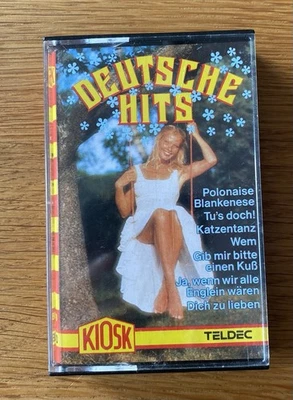 DEUTSCHE
HITS
Polonaise
Blankenese
Tu's doch!
Katzentanz
Wem
Gib mir bitte
einen Kuß
Ja, wenn wir alle
Englein wären
Dich zu lieben
KIOSK
TELDEC